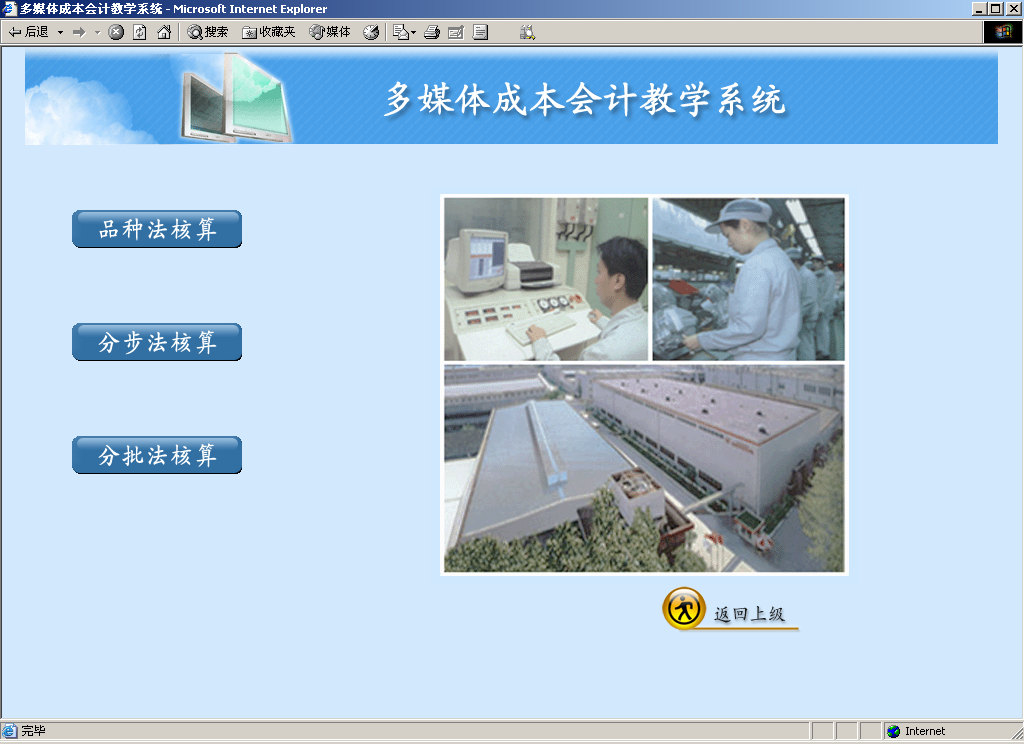 多媒体成本会计教学系统 - Microsoft Internet Explorer
后退 搜索 收藏夹 媒体
多媒体成本会计教学系统
品种法核算
分步法核算
分批法核算
返回上级
完毕 Internet